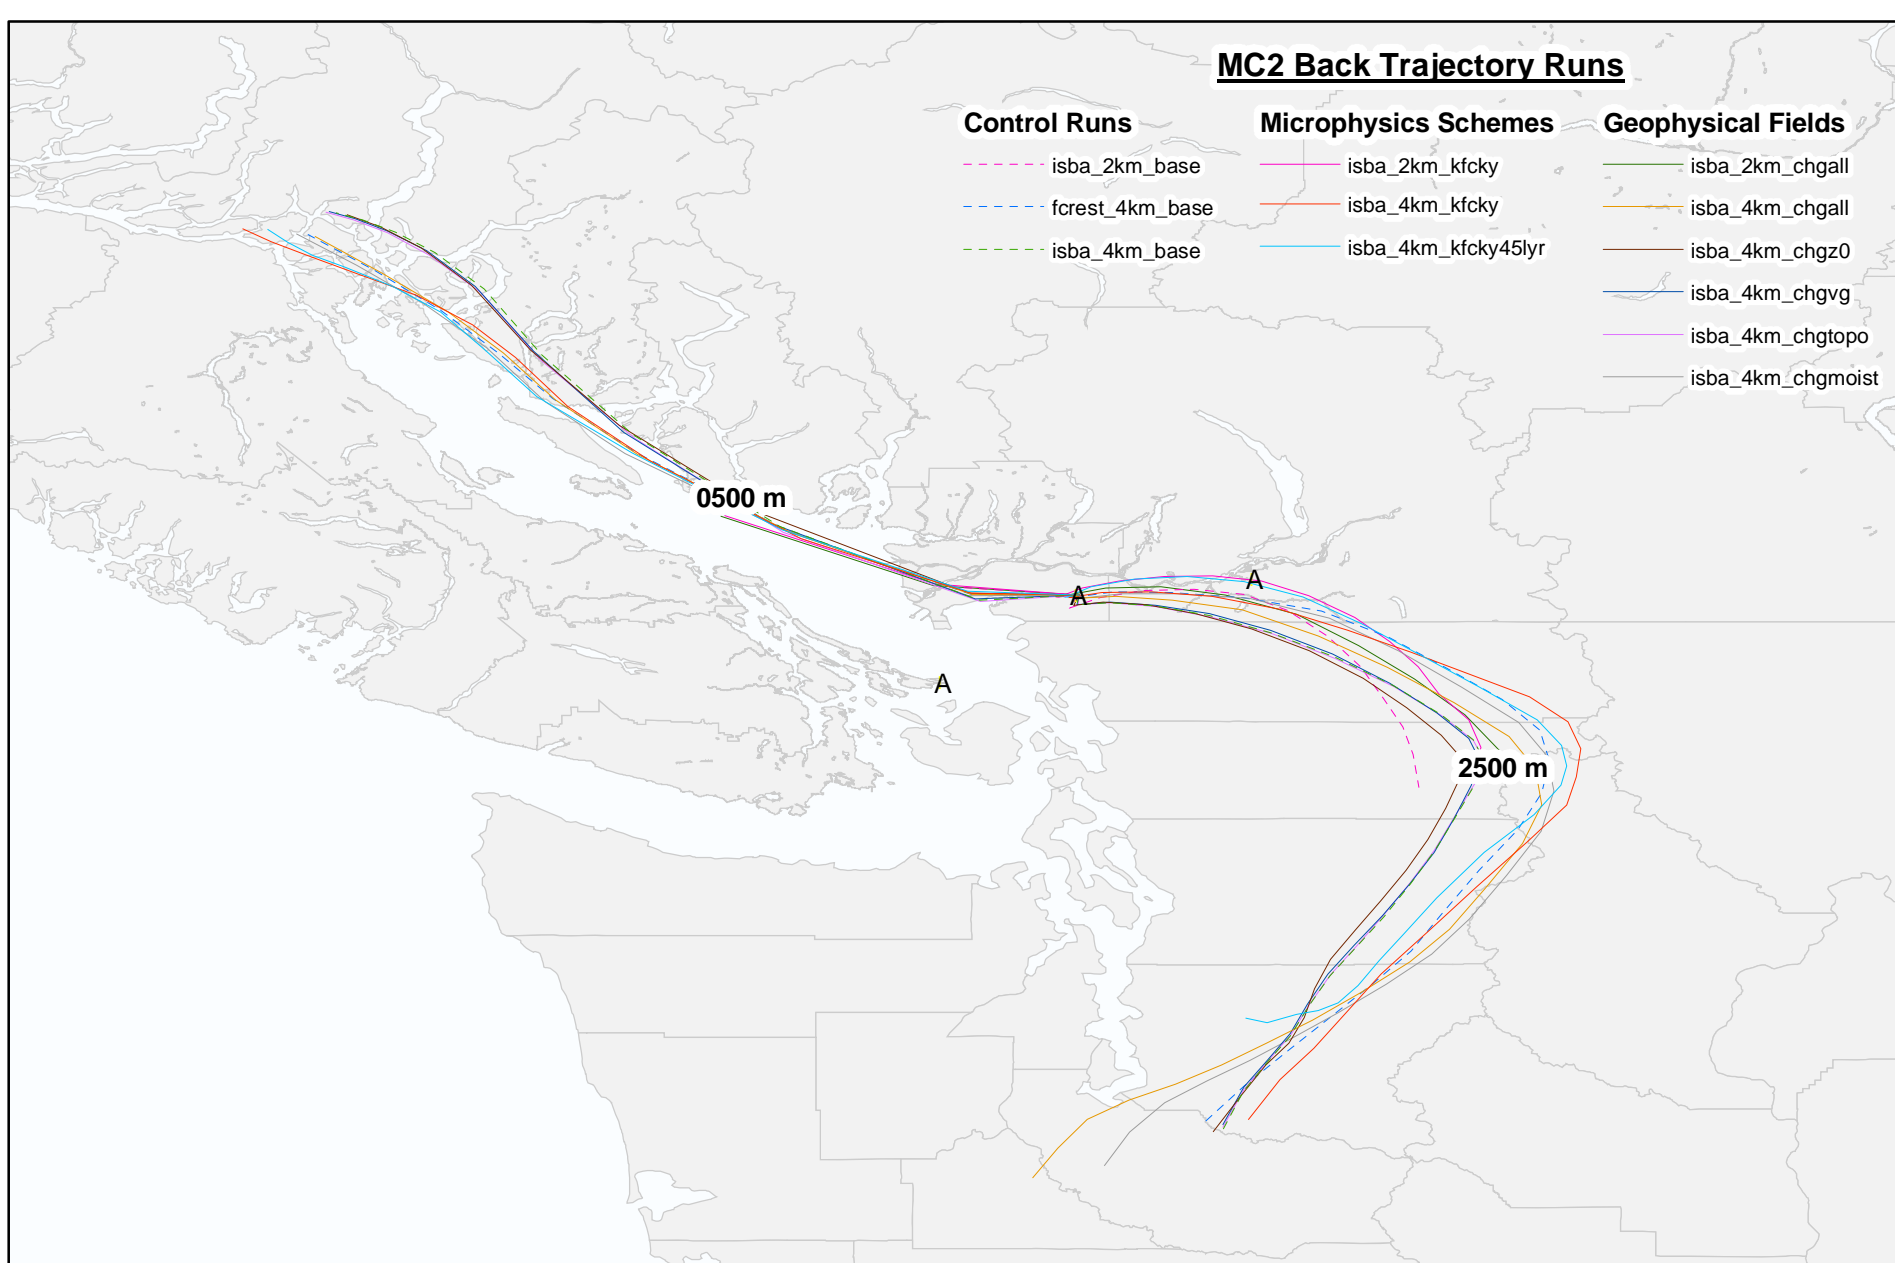 MC2 Back Trajectory Runs
Control Runs
isba_2km_base
fcrest_4km_base
isba_4km_base
Microphysics Schemes
isba_2km_kfcky
isba_4km_kfcky
isba_4km_kfcky45lyr
Geophysical Fields
isba_2km_chgall
isba_4km_chgall
isba_4km_chgz0
isba_4km_chgvg
isba_4km_chgtopo
isba_4km_chgmoist
0500 m
A
A
A
2500 m